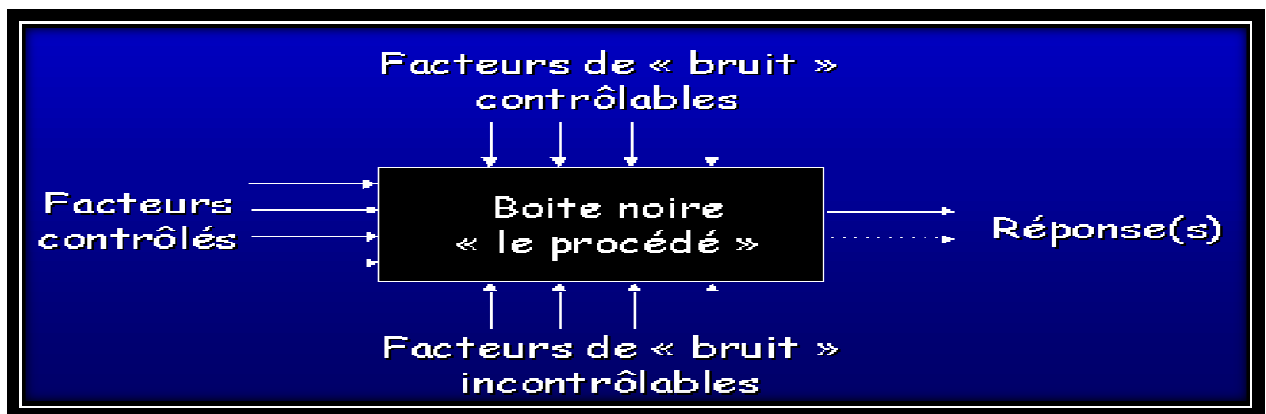 Facteurs de « bruit »
contrôlables
Facteurs
contrôlés
Boite noire
« le procédé »
Réponse(s)
Facteurs de « bruit »
incontrôlables